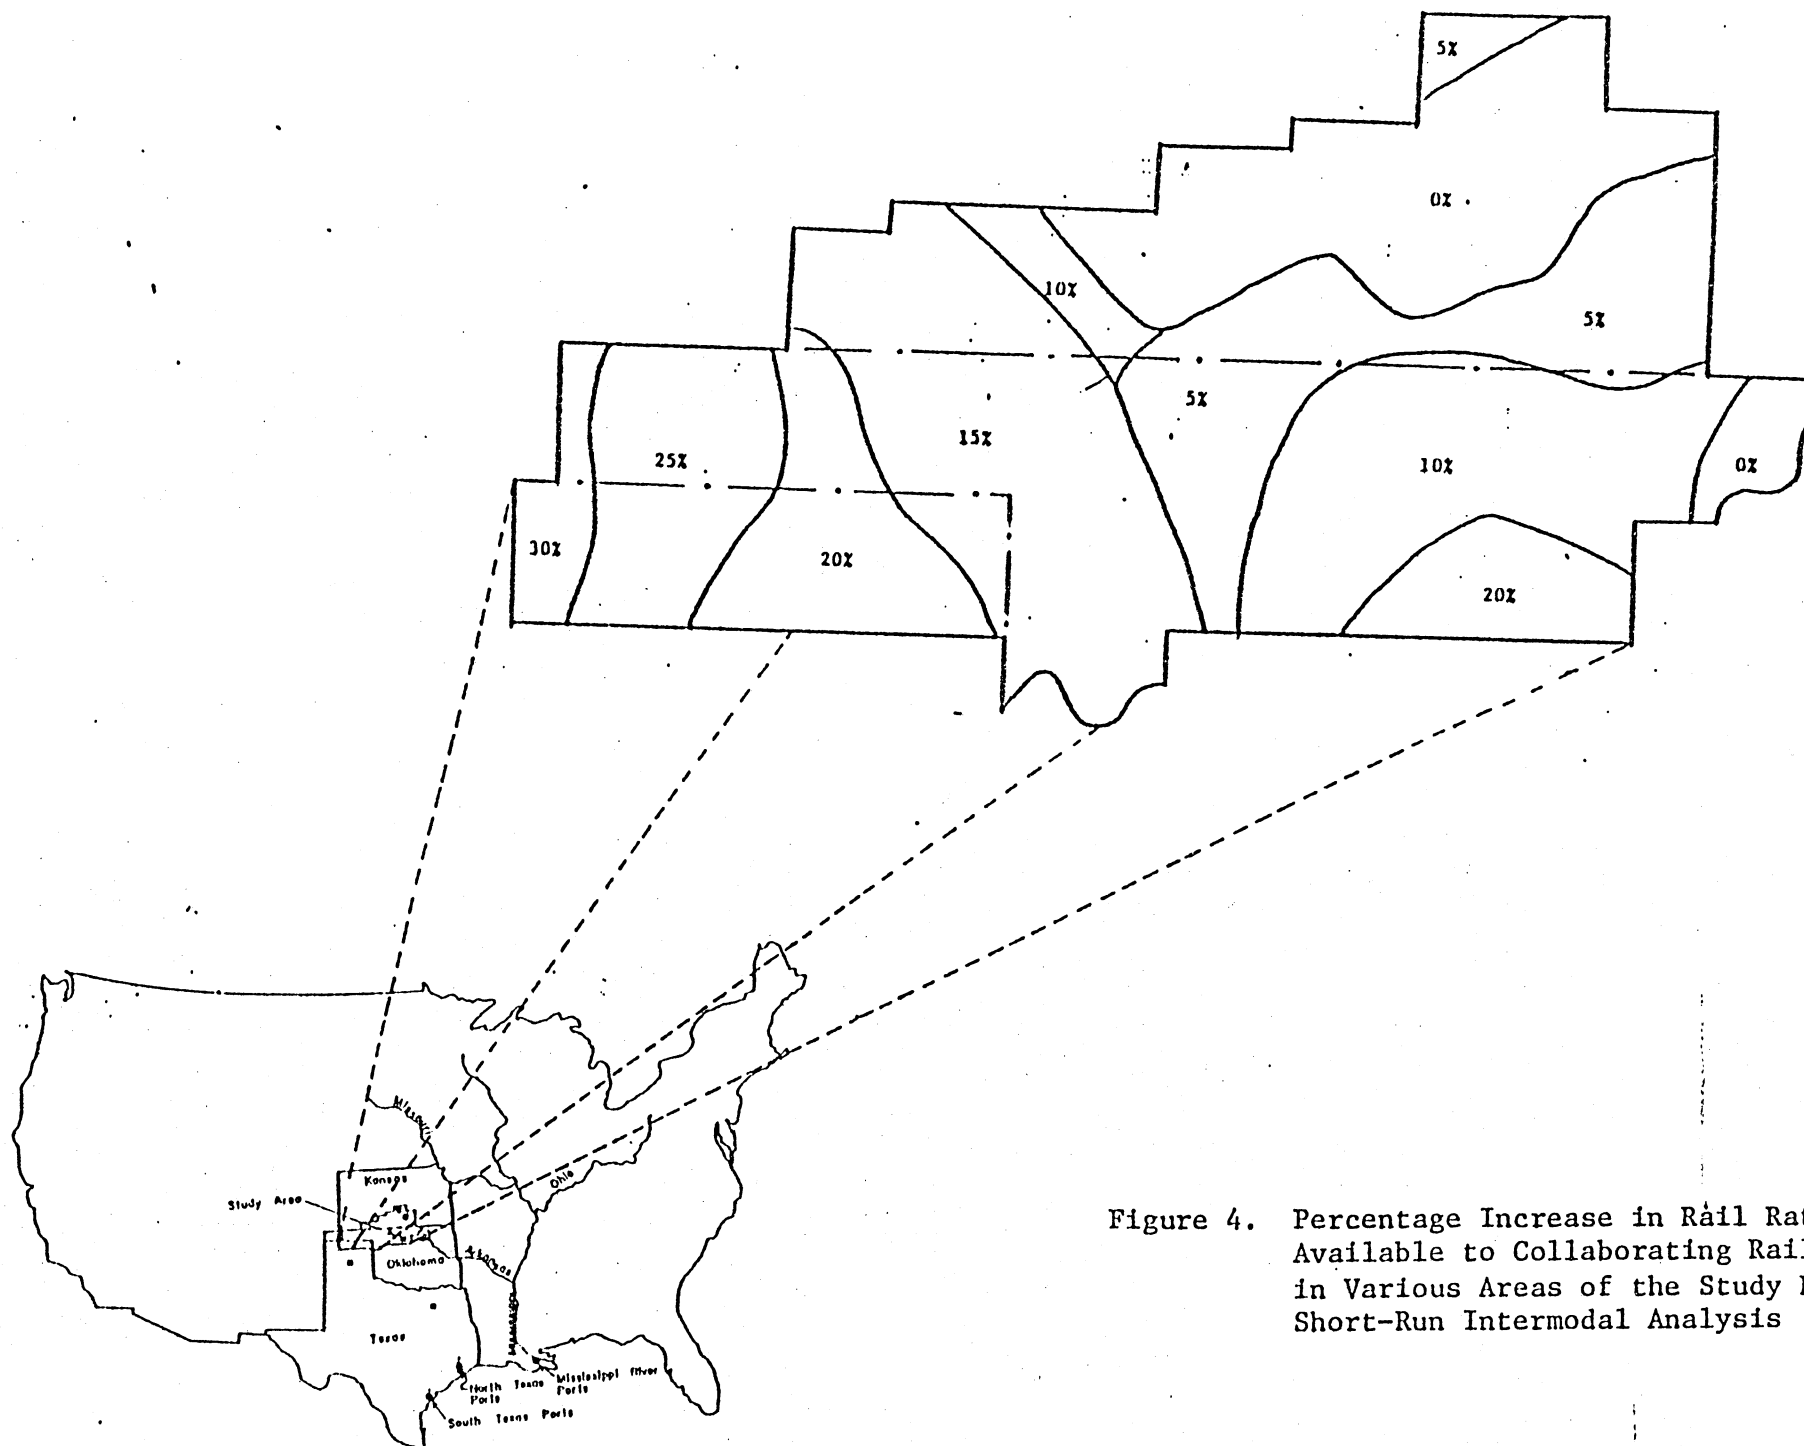 5%
0%
10%
5%
5%
15%
25%
10%
0%
30%
20%
20%
Missouri
Kansas
Study Area
Ohio
Oklahoma
Arkansas
Texas
North Texas Ports
Mississippi River Ports
South Texas Ports
Figure 4. Percentage Increase in Rail Rat
Available to Collaborating Rail
in Various Areas of the Study
Short-Run Intermodal Analysis